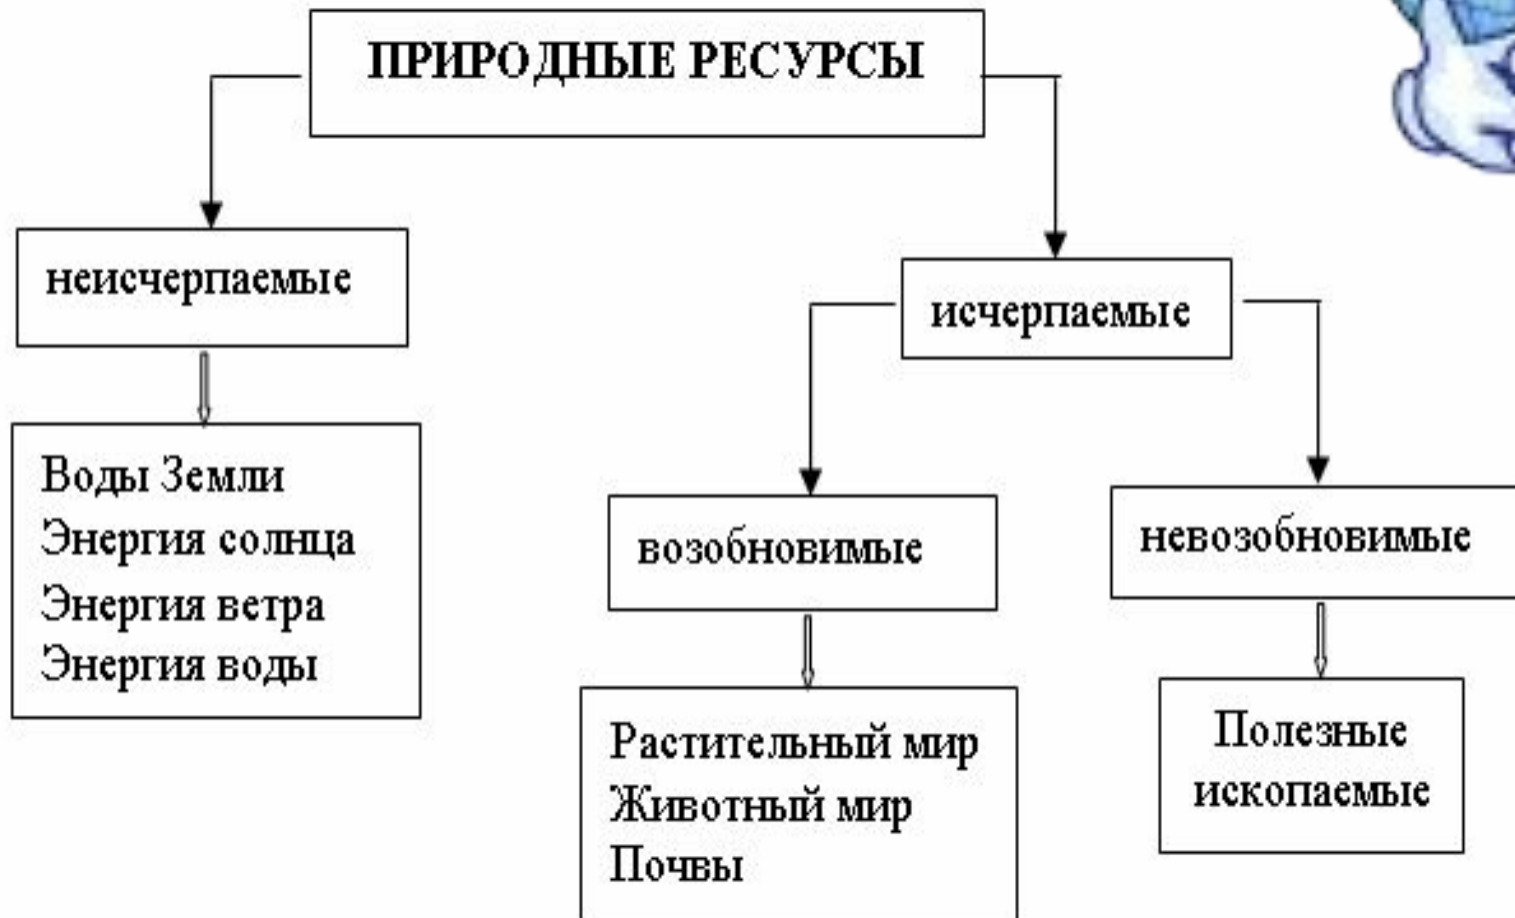 ПРИРОДНЫЕ РЕСУРСЫ
неисчерпаемые
исчерпаемые
Воды Земли
Энергия солнца
Энергия ветра
Энергия воды
возобновимые
невозобновимые
Растительный мир
Животный мир
Почвы
Полезные
ископаемые